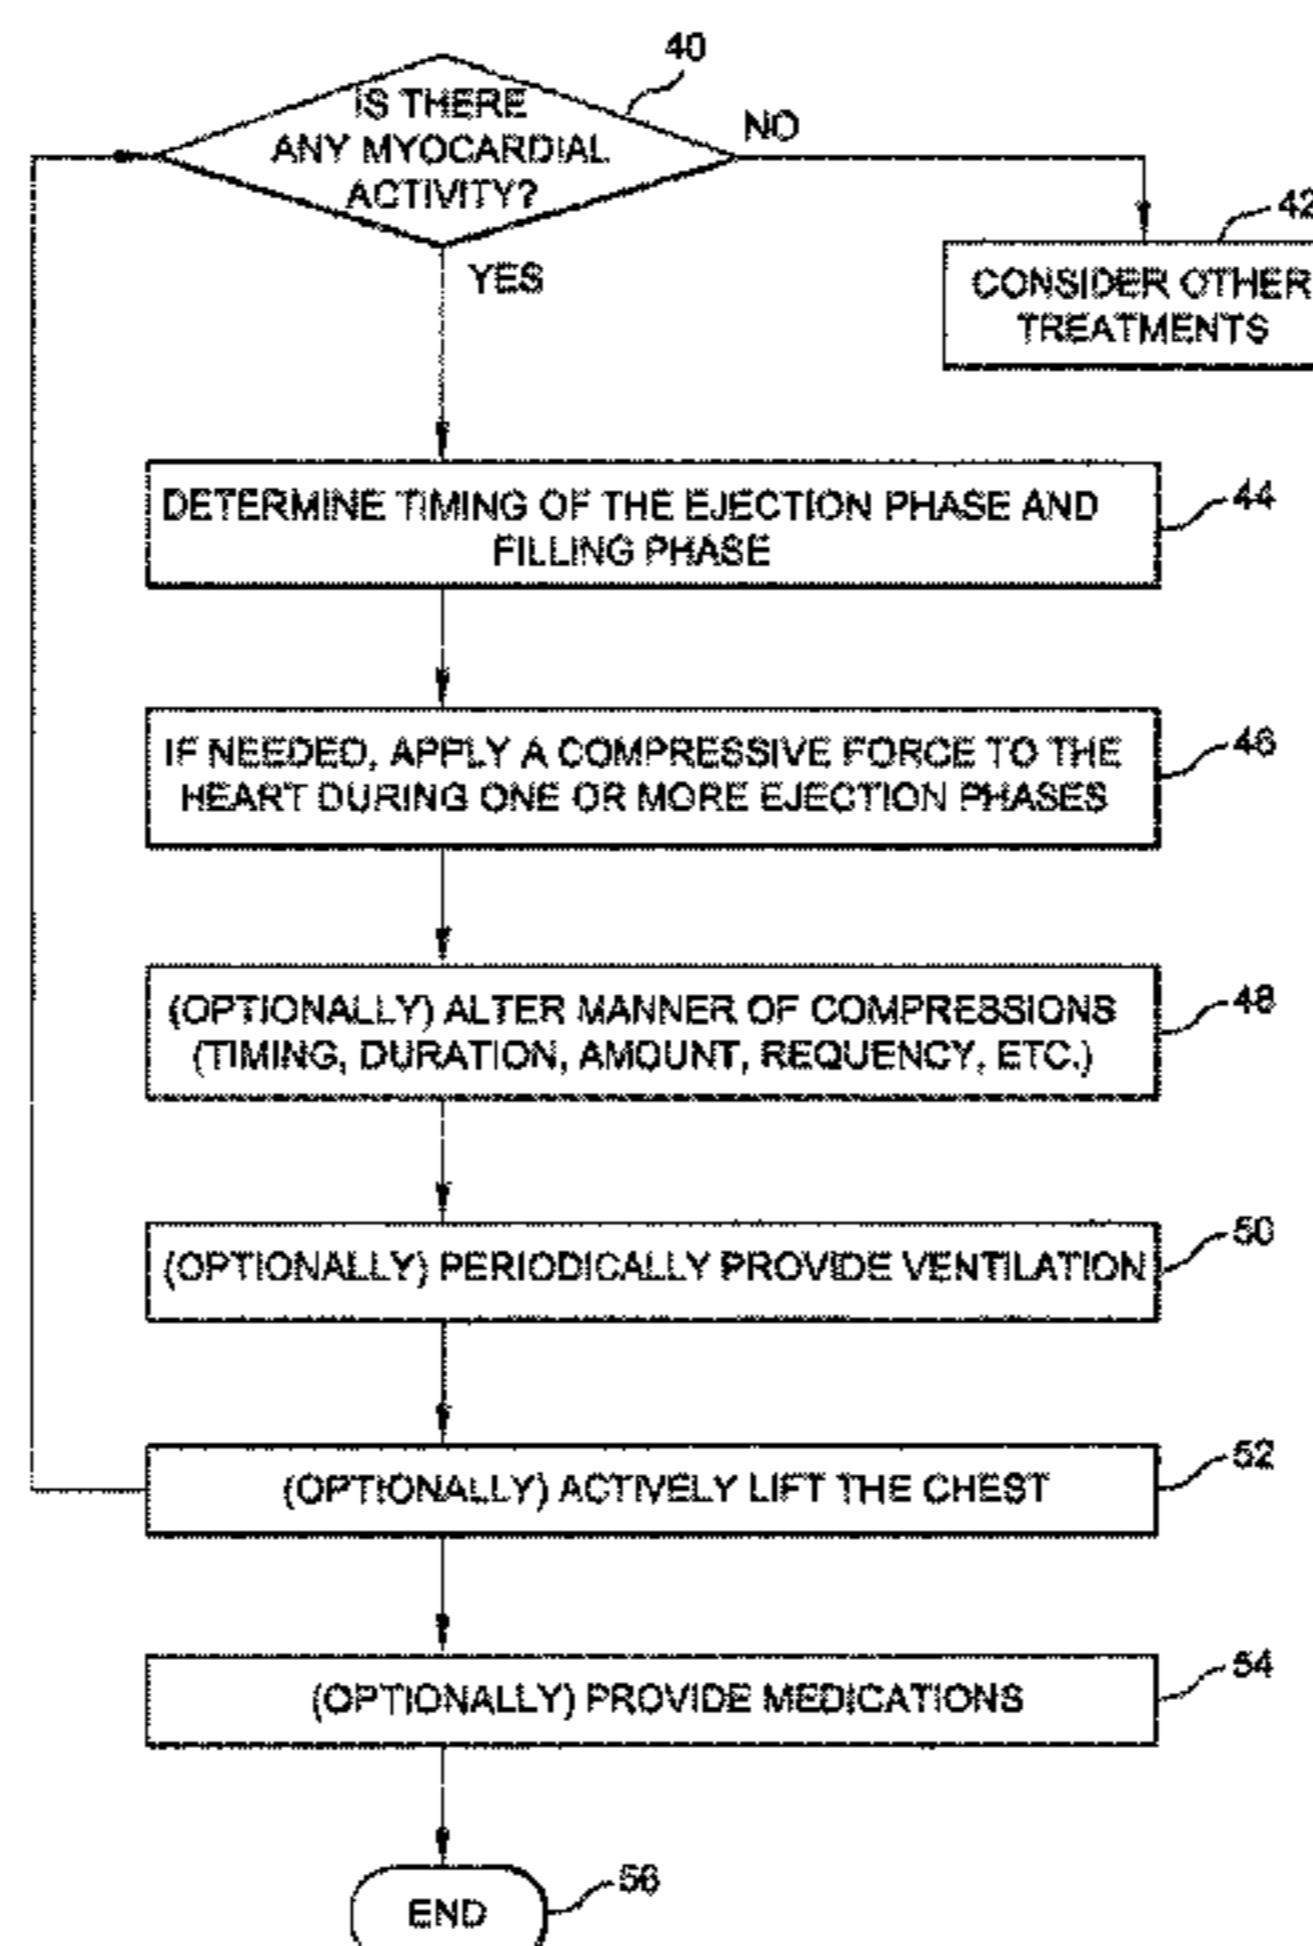 40
IS THERE
ANY MYOCARDIAL
ACTIVITY?
NO
YES
42
CONSIDER OTHER
TREATMENTS
DETERMINE TIMING OF THE EJECTION PHASE AND
FILLING PHASE
44
IF NEEDED, APPLY A COMPRESSIVE FORCE TO THE
HEART DURING ONE OR MORE EJECTION PHASES
46
(OPTIONALLY) ALTER MANNER OF COMPRESSIONS
(TIMING, DURATION, AMOUNT, REQUENCY, ETC.)
48
(OPTIONALLY) PERIODICALLY PROVIDE VENTILATION
50
(OPTIONALLY) ACTIVELY LIFT THE CHEST
52
(OPTIONALLY) PROVIDE MEDICATIONS
54
END
56